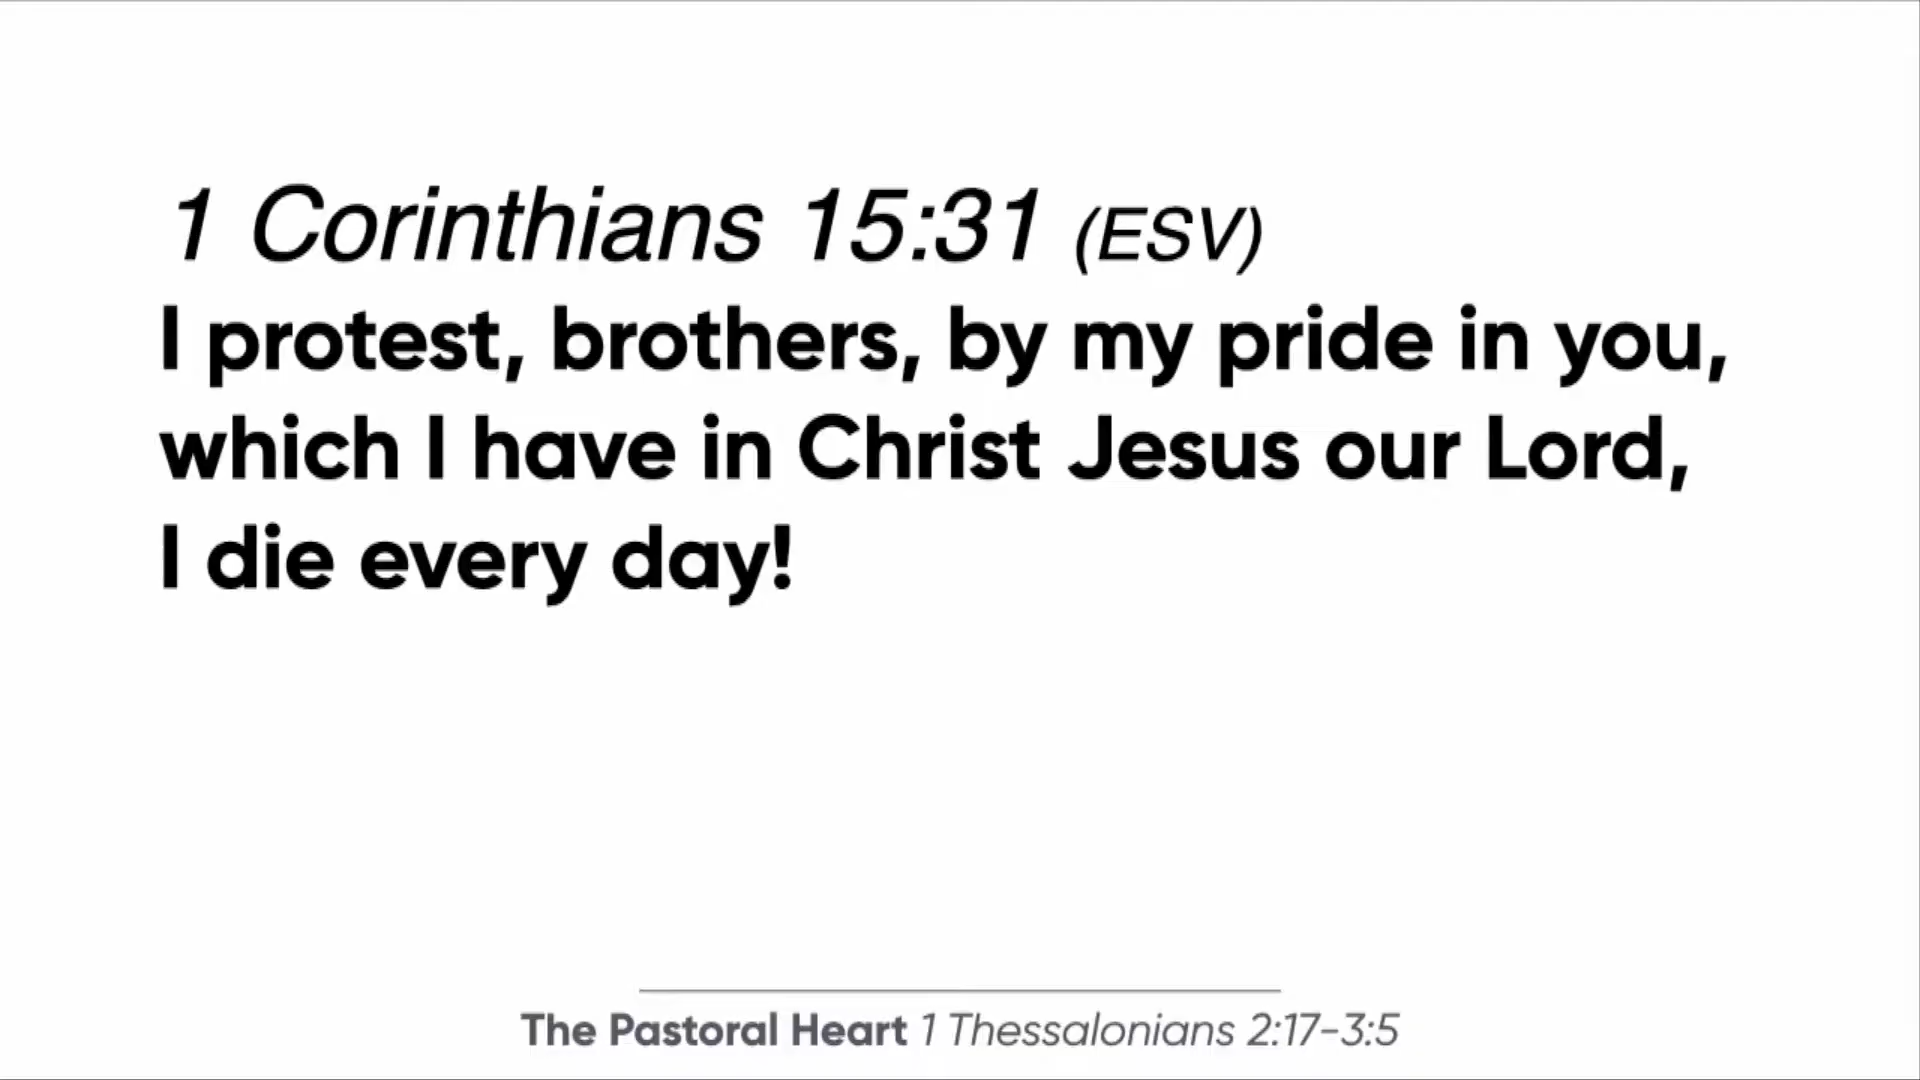 1 Corinthians 15:31 (ESV)
I protest, brothers, by my pride in you,
which I have in Christ Jesus our Lord,
I die every day!
The Pastoral Heart 1 Thessalonians 2:17–3:5